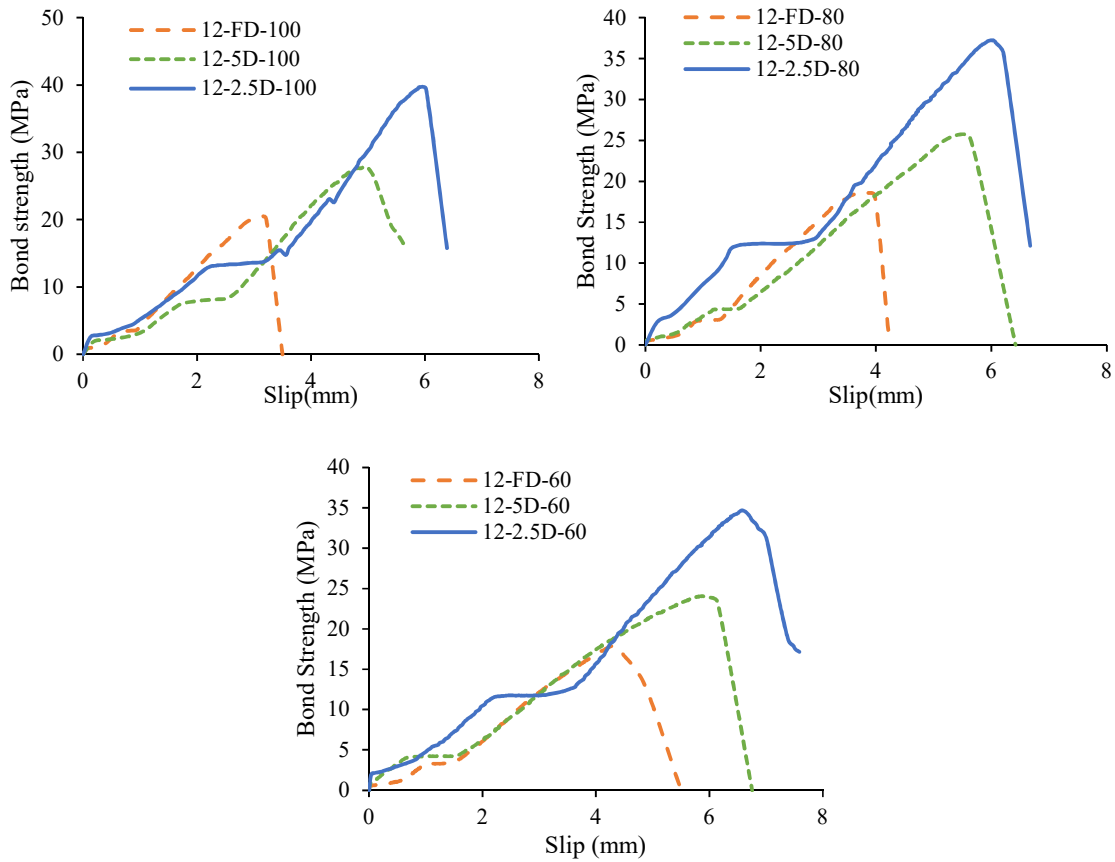 50
40
30
20
10
0
Bond strength (MPa)
12-FD-100
12-5D-100
12-2.5D-100
0 2 4 6 8
Slip(mm)
40
35
30
25
20
15
10
5
0
Bond Strength (MPa)
12-FD-80
12-5D-80
12-2.5D-80
0 2 4 6 8
Slip(mm)
40
35
30
25
20
15
10
5
0
Bond Strength (MPa)
12-FD-60
12-5D-60
12-2.5D-60
0 2 4 6 8
Slip (mm)